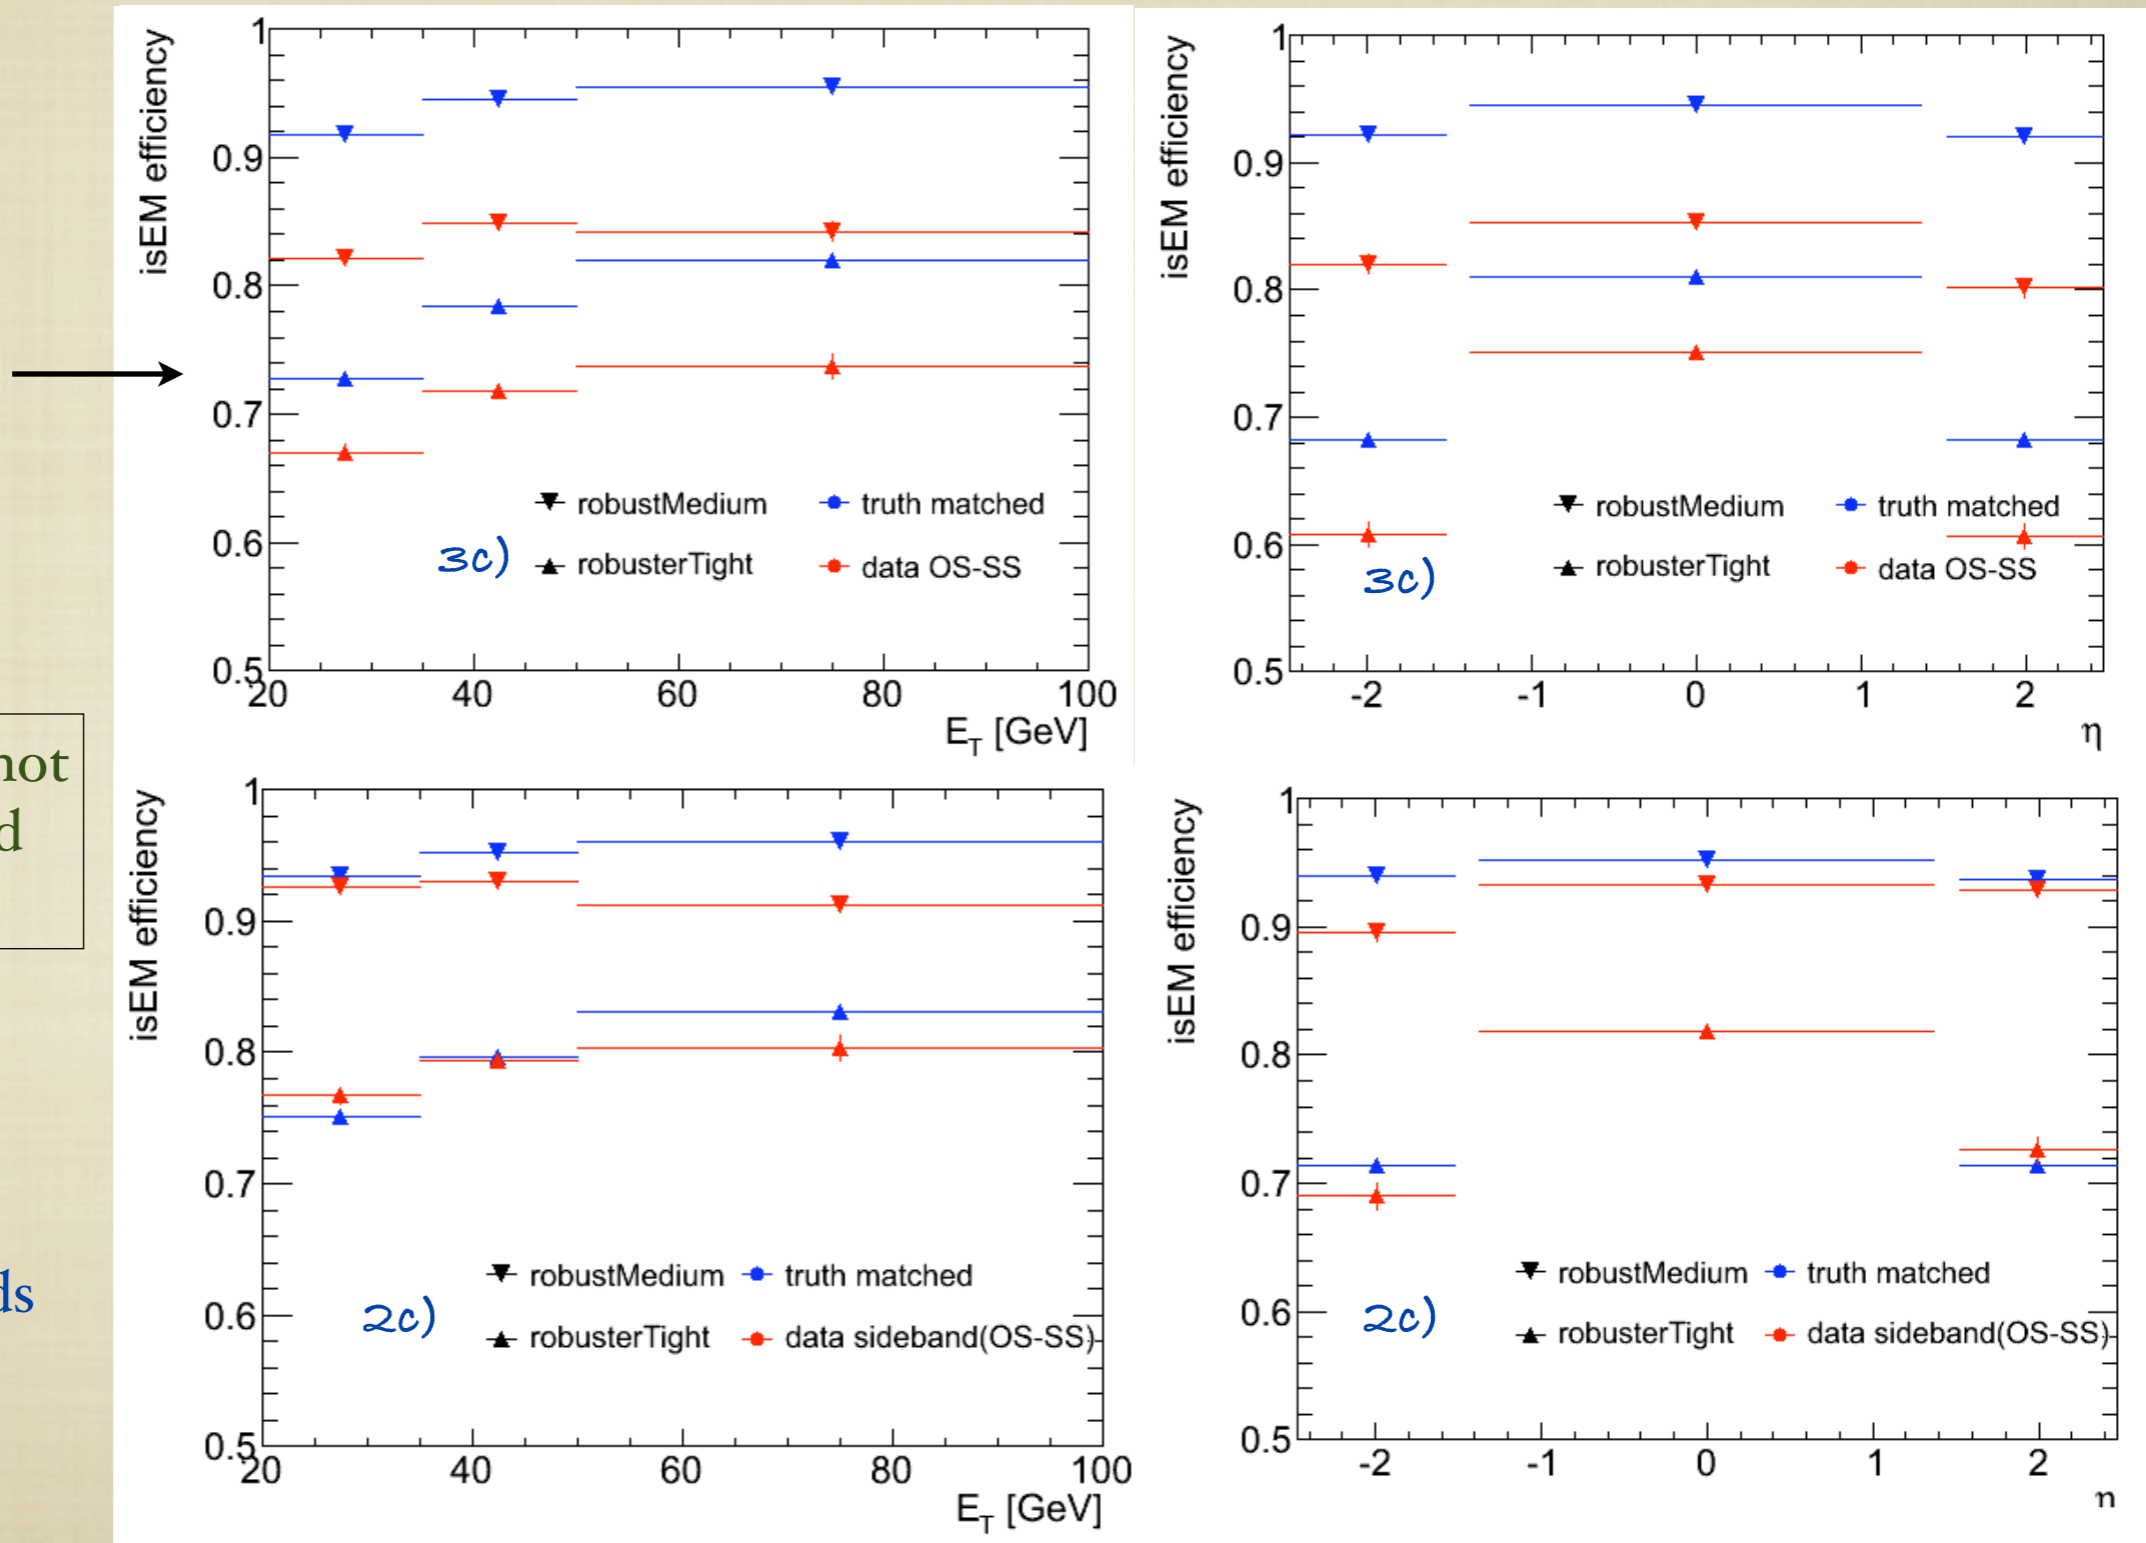 isEM efficiency
1
0.9
0.8
0.7
0.6
0.5
3c)
robustMedium
truth matched
robusterTight
data OS-SS
20 40 60 80 100
E_T [GeV]
isEM efficiency
1
0.9
0.8
0.7
0.6
0.5
3c)
robustMedium
truth matched
robusterTight
data OS-SS
-2 -1 0 1 2
η
not
d
ds
isEM efficiency
1
0.9
0.8
0.7
0.6
0.5
2c)
robustMedium
truth matched
robusterTight
data sideband(OS-SS)
20 40 60 80 100
E_T [GeV]
isEM efficiency
1
0.9
0.8
0.7
0.6
0.5
2c)
robustMedium
truth matched
robusterTight
data sideband(OS-SS)
-2 -1 0 1 2
η